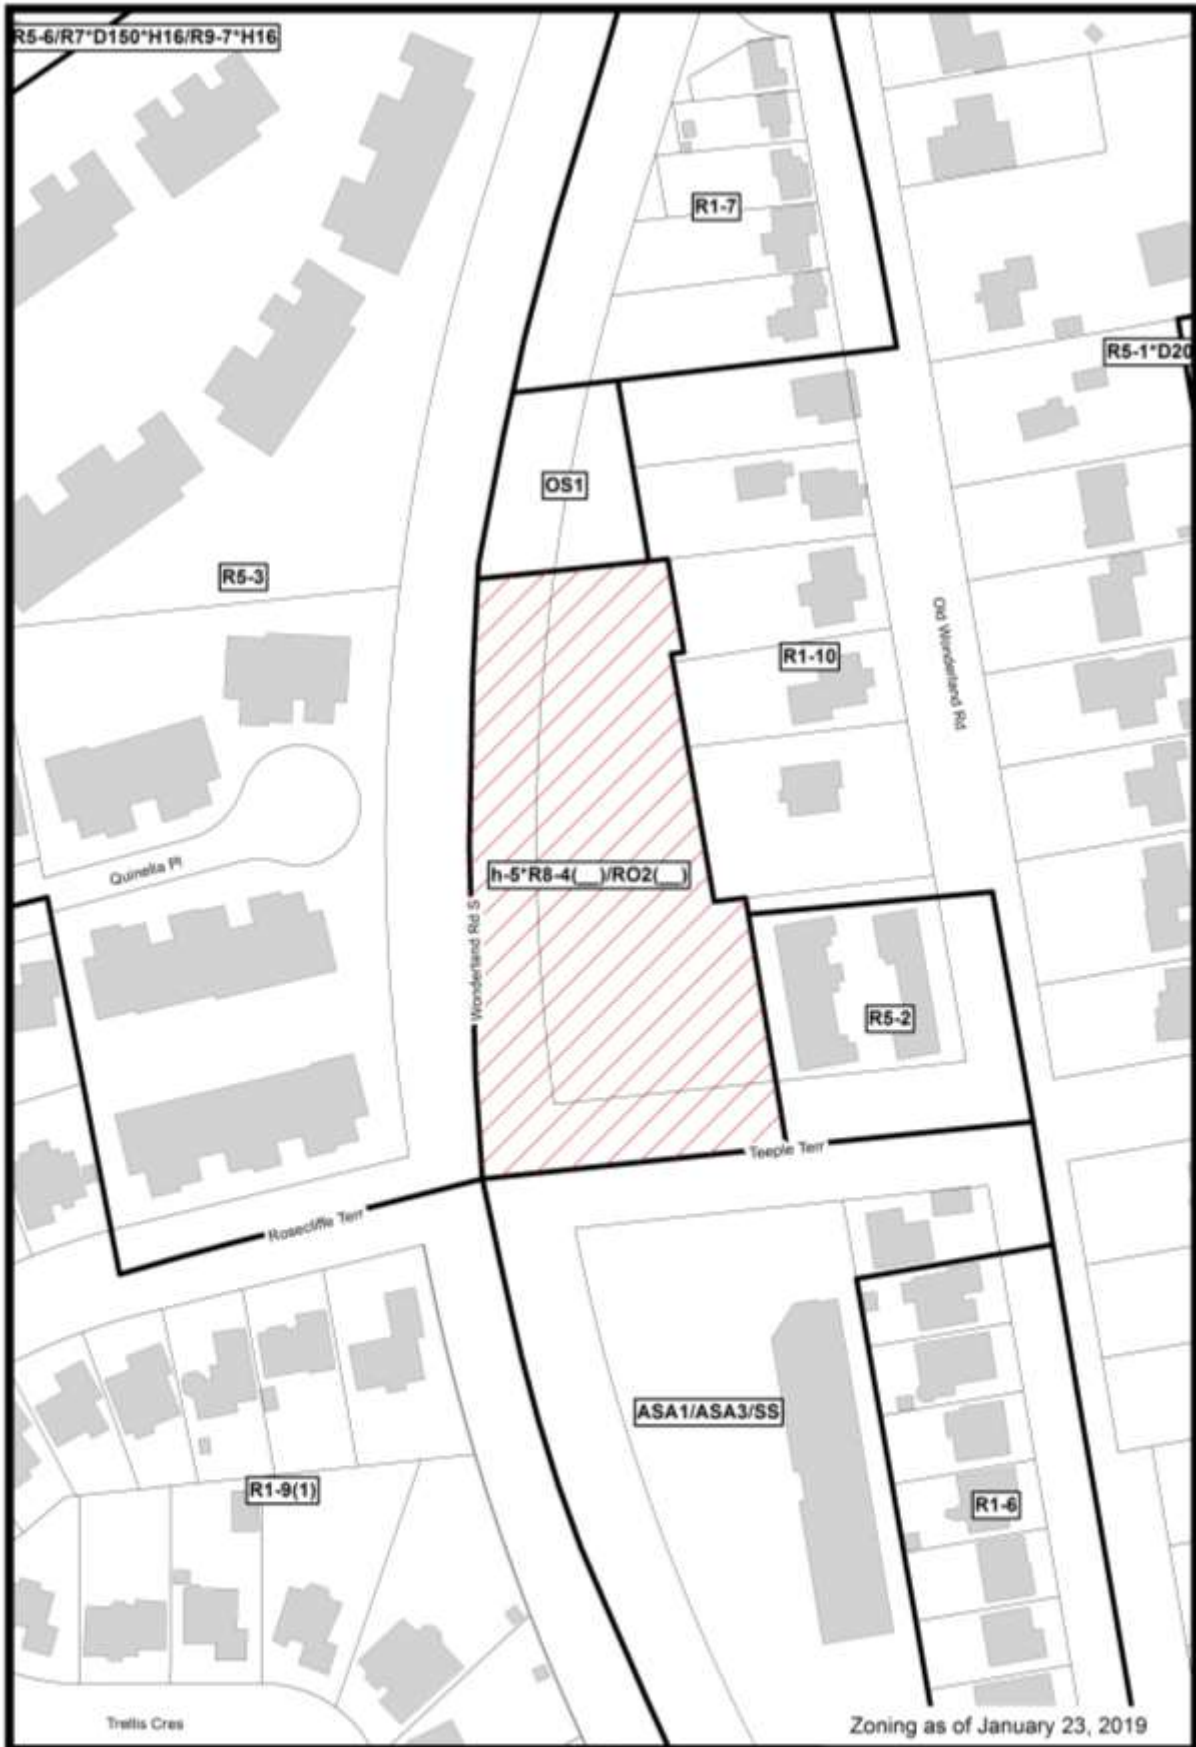 R5-6/R7*D150*H16/R9-7*H16
R1-7
R5-1*D20
OS1
R5-3
Old Wonderland Rd
R1-10
Quinella Pl
h-5*R8-4(__)/RO2(__)
Wonderland Rd S
R5-2
Teeple Terr
Rosecliffe Terr
ASA1/ASA3/SS
R1-9(1)
R1-6
Trellis Cres
Zoning as of January 23, 2019